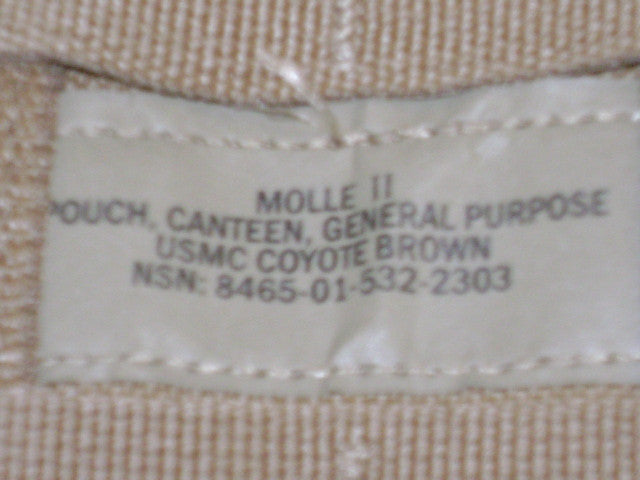 MOLLE II
POUCH, CANTEEN, GENERAL PURPOSE
USMC COYOTE BROWN
NSN: 8465-01-532-2303